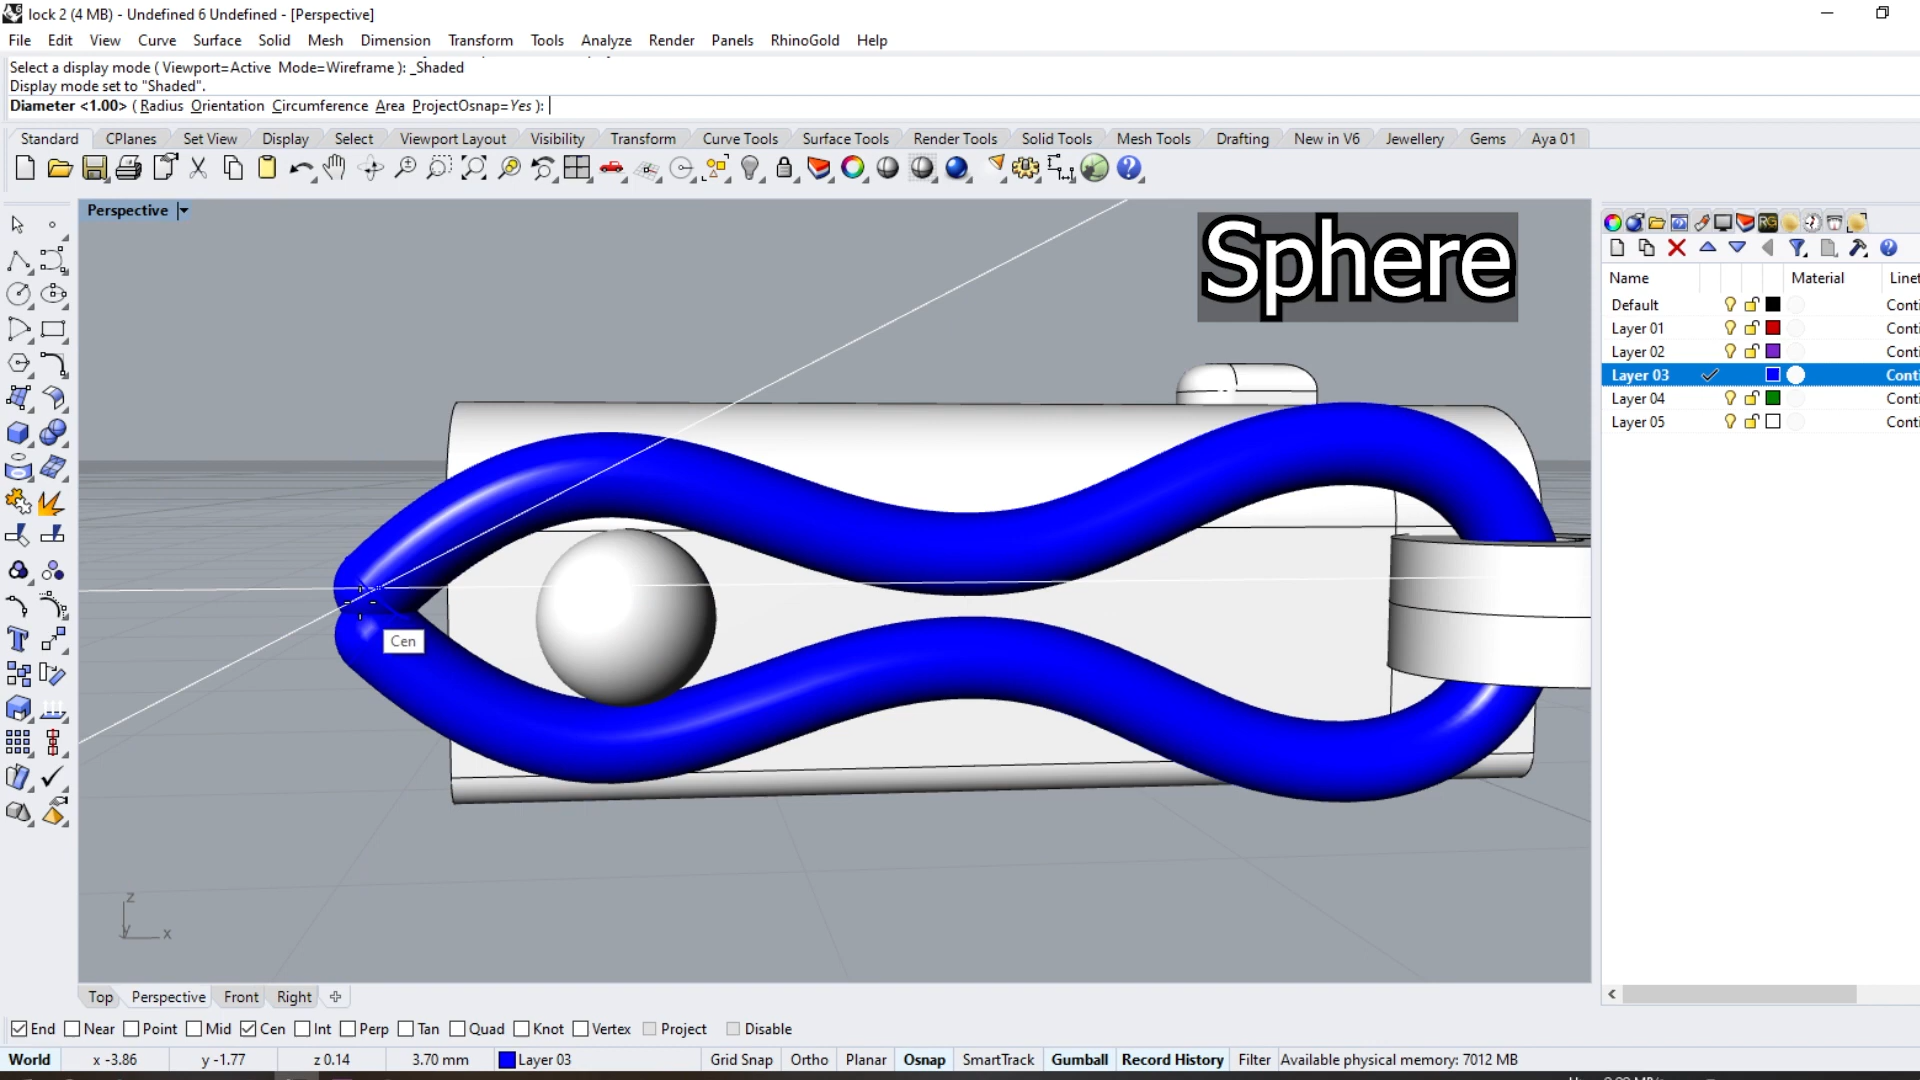 lock 2 (4 MB) - Undefined 6 Undefined - [Perspective]
File Edit View Curve Surface Solid Mesh Dimension Transform Tools Analyze Render Panels RhinoGold Help
Select a display mode ( Viewport=Active Mode=Wireframe ): _Shaded
Display mode set to "Shaded".
Diameter <1.00> ( Radius Orientation Circumference Area ProjectOsnap=Yes ):
Standard CPlanes Set View Display Select Viewport Layout Visibility Transform Curve Tools Surface Tools Render Tools Solid Tools Mesh Tools Drafting New in V6 Jewellery Gems Aya 01
Perspective
Sphere
Name Material Linet
Default Conti
Layer 01 Conti
Layer 02 Conti
Layer 03 Conti
Layer 04 Conti
Layer 05 Conti
RG
Cen
z
y x
Top Perspective Front Right
End Near Point Mid Cen Int Perp Tan Quad Knot Vertex Project Disable
World x -3.86 y -1.77 z 0.14 3.70 mm Layer 03 Grid Snap Ortho Planar Osnap SmartTrack Gumball Record History Filter Available physical memory: 7012 MB